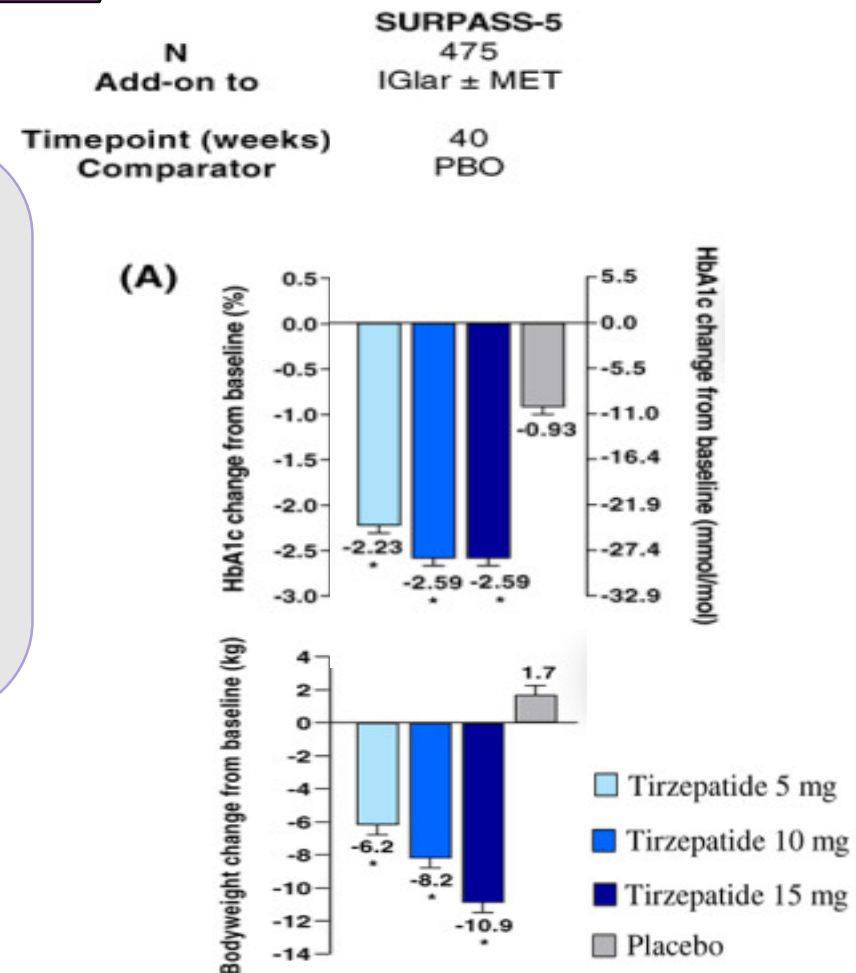 SURPASS-5
N 475
Add-on to IGlar ± MET
Timepoint (weeks) 40
Comparator PBO
(A)
HbA1c change from baseline (%)
0.5
0.0
-0.5
-1.0
-1.5
-2.0
-2.5
-3.0
-2.23
*
-2.59 -2.59
* *
-0.93
5.5
0.0
-5.5
-11.0
-16.4
-21.9
-27.4
-32.9
HbA1c change from baseline (mmol/mol)
Bodyweight change from baseline (kg)
4
2
0
-2
-4
-6
-8
-10
-12
-14
1.7
-6.2
*
-8.2
*
-10.9
*
Tirzepatide 5 mg
Tirzepatide 10 mg
Tirzepatide 15 mg
Placebo